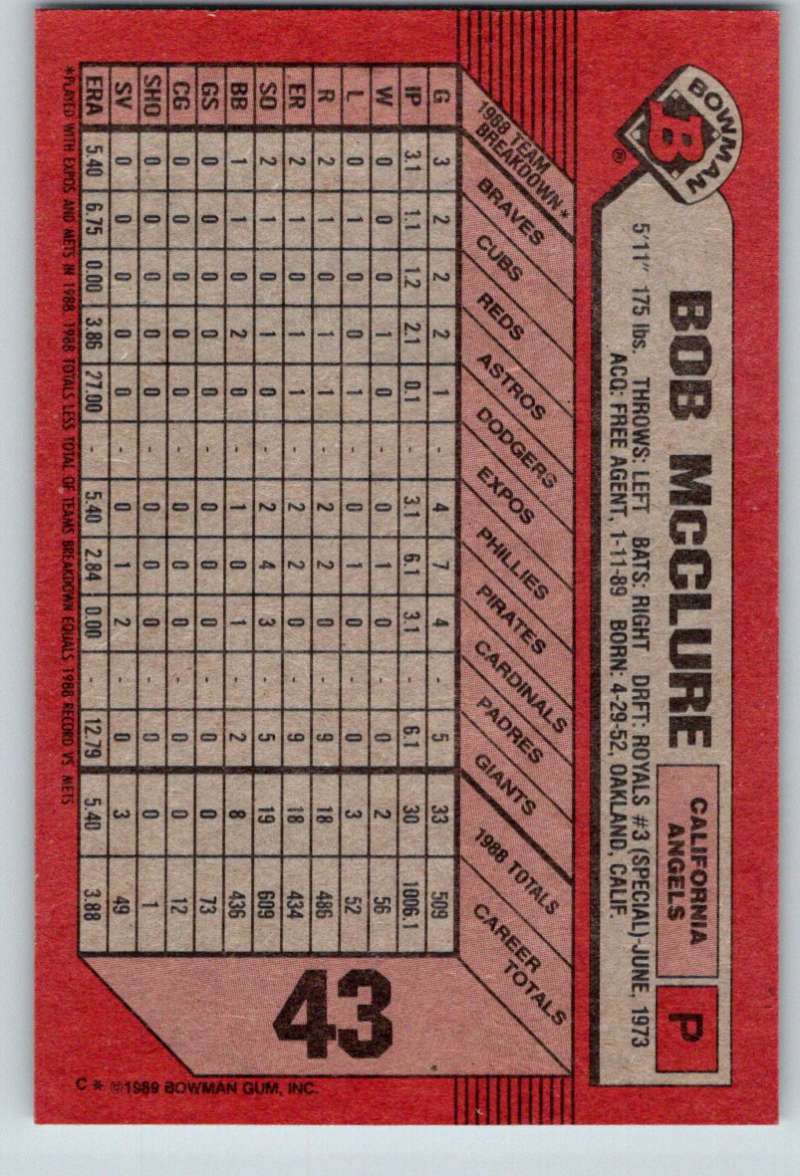 BOWMAN
B
®
BOB McCLURE
CALIFORNIA
ANGELS
P
5'11" 175 lbs. THROWS: LEFT BATS: RIGHT DRFT: ROYALS #3 (SPECIAL)-JUNE, 1973
ACQ: FREE AGENT, 1-11-89 BORN: 4-29-52, OAKLAND, CALIF.
1988 TEAM
BREAKDOWN*
BRAVES
CUBS
REDS
ASTROS
DODGERS
EXPOS
PHILLIES
PIRATES
CARDINALS
PADRES
GIANTS
1988 TOTALS
CAREER
TOTALS
G 3 2 2 2 1 - 4 7 4 - 5 33 509
IP 3.1 1.1 1.2 2.1 0.1 - 3.1 6.1 3.1 - 6.1 30 1006.1
W 0 0 0 1 0 - 0 1 0 - 0 2 56
L 0 1 0 0 1 - 0 1 0 - 0 3 52
R 2 1 0 1 1 - 2 2 0 - 9 18 486
ER 2 1 0 1 1 - 2 2 0 - 9 18 434
SO 2 1 0 1 0 - 2 4 3 - 5 19 609
BB 1 1 0 2 0 - 1 0 1 - 2 8 436
GS 0 0 0 0 0 - 0 0 0 - 0 0 73
CG 0 0 0 0 0 - 0 0 0 - 0 0 12
SHO 0 0 0 0 0 - 0 0 0 - 0 0 1
SV 0 0 0 0 0 - 0 1 2 - 0 3 49
ERA 5.40 6.75 0.00 3.86 27.00 - 5.40 2.84 0.00 - 12.79 5.40 3.88
*PLAYED WITH EXPOS AND METS IN 1988. 1988 TOTALS LESS TOTAL OF TEAMS BREAKDOWN EQUALS 1988 RECORD VS. METS
43
C * ©1989 BOWMAN GUM, INC.